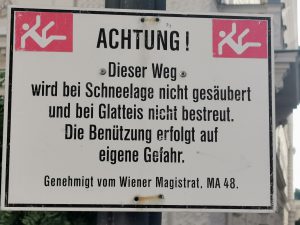 ACHTUNG!
Dieser Weg
wird bei Schneelage nicht gesäubert
und bei Glatteis nicht bestreut.
Die Benützung erfolgt auf
eigene Gefahr.
Genehmigt vom Wiener Magistrat, MA 48.